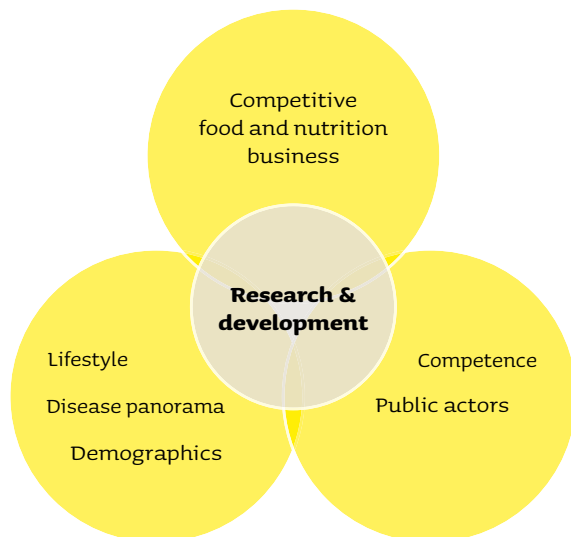 Competitive
food and nutrition
business
Research &
development
Lifestyle
Disease panorama
Demographics
Competence
Public actors